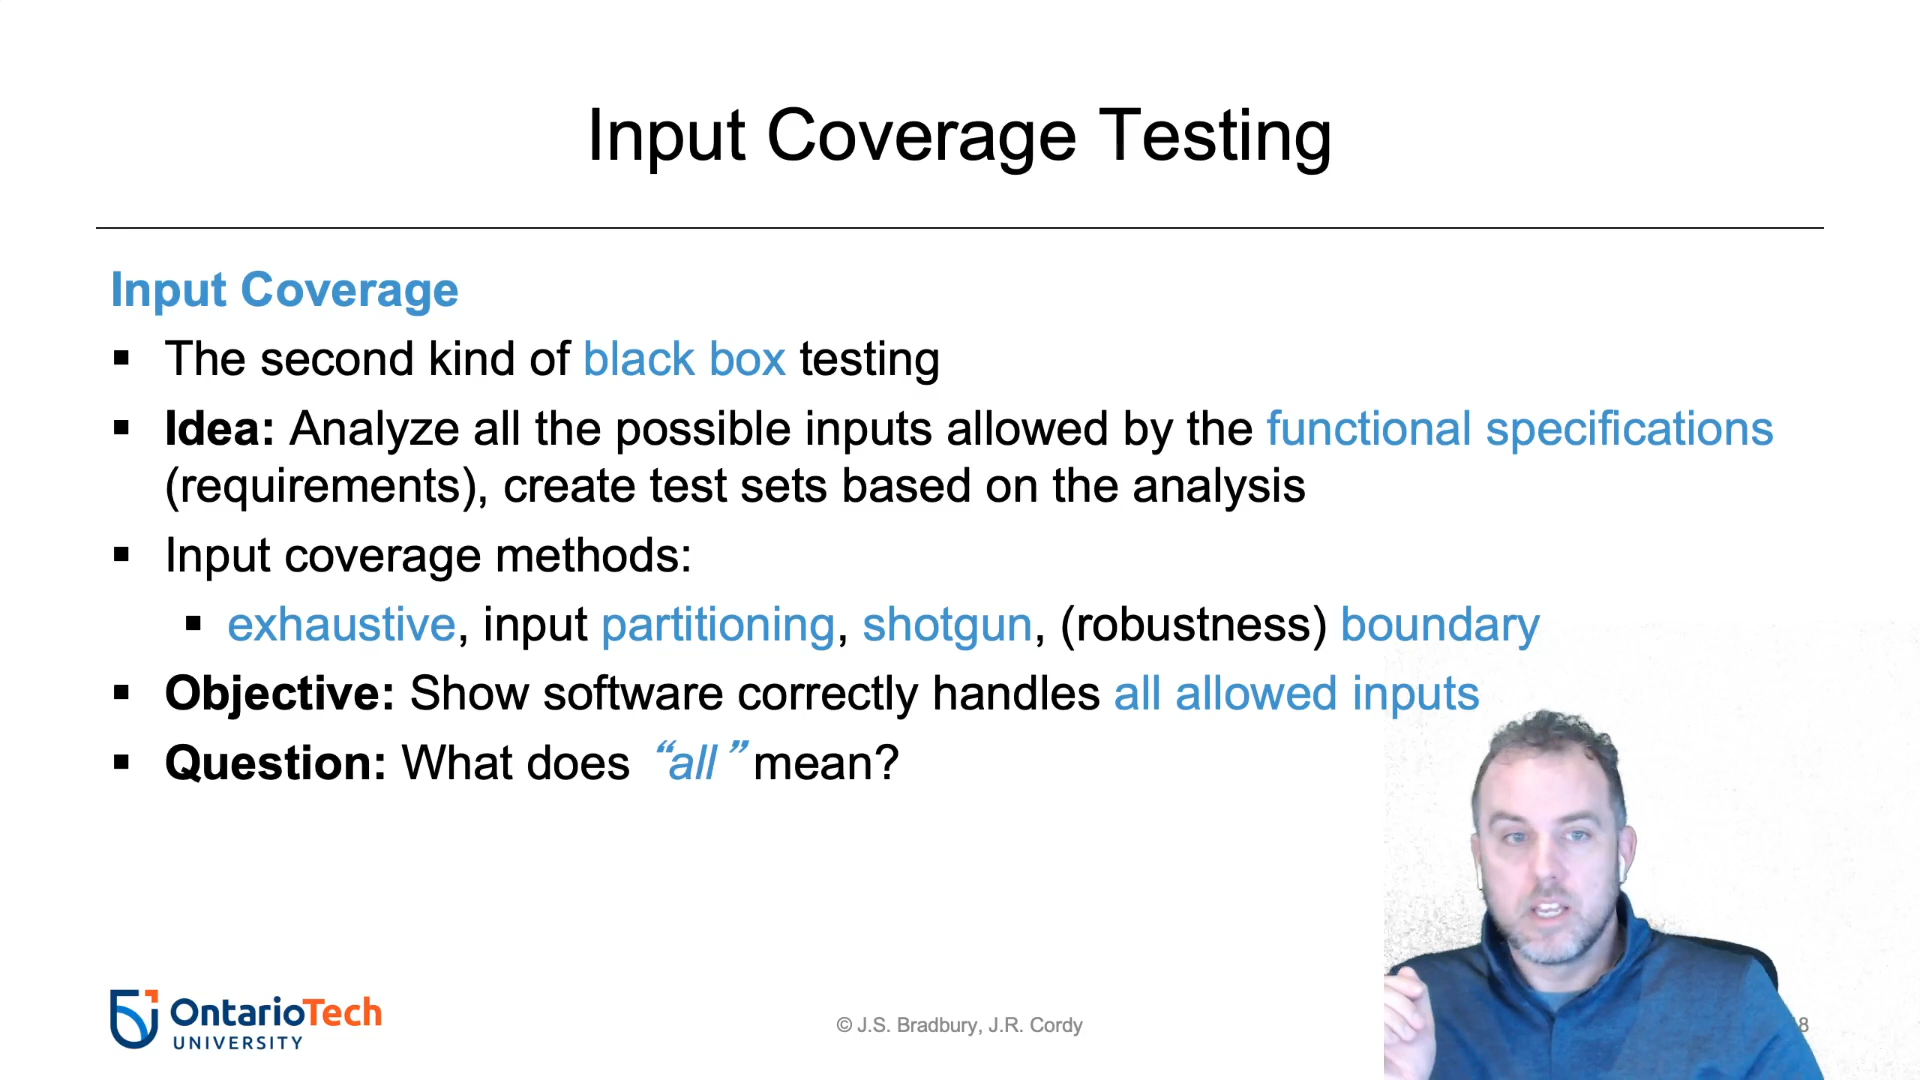 Input Coverage Testing
Input Coverage
▪ The second kind of black box testing
▪ Idea: Analyze all the possible inputs allowed by the functional specifications
(requirements), create test sets based on the analysis
▪ Input coverage methods:
▪ exhaustive, input partitioning, shotgun, (robustness) boundary
▪ Objective: Show software correctly handles all allowed inputs
▪ Question: What does “all” mean?
OntarioTech
UNIVERSITY
© J.S. Bradbury, J.R. Cordy